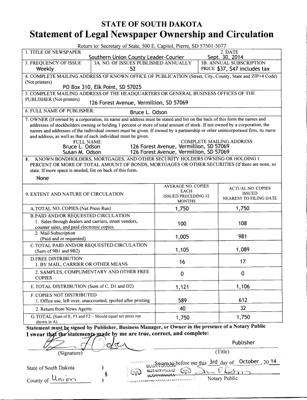 STATE OF SOUTH DAKOTA
Statement of Legal Newspaper Ownership and Circulation
Return to: Secretary of State, 500 E. Capitol, Pierre, SD 57501-5077
1. TITLE OF NEWSPAPER
Southern Union County Leader-Courier
2. DATE
Sept. 30, 2014
3. FREQUENCY OF ISSUE
Weekly
3A. NO. OF ISSUES PUBLISHED ANNUALLY
52
3B. ANNUAL SUBSCRIPTION
PRICE $37, $47 includes tax
4. COMPLETE MAILING ADDRESS OF KNOWN OFFICE OF PUBLICATION (Street, City, County, State and ZIP+4 Code)
(Not printers)
PO Box 310, Elk Point, SD 57025
5. COMPLETE MAILING ADDRESS OF THE HEADQUARTERS OR GENERAL BUSINESS OFFICES OF THE
PUBLISHER (Not printers)
126 Forest Avenue, Vermillion, SD 57069
6. FULL NAME OF PUBLISHER:
Bruce L. Odson
7. OWNER (If owned by a corporation, its name and address must be stated and also list on the back of this form the names and
addresses of stockholders owning or holding 1 percent or more of total amount of stock. If not owned by a corporation, the
names and addresses of the individual owners must be given. If owned by a partnership or other unincorporated firm, its name
and address, as well as that of each individual must be given.
FULL NAME COMPLETE MAILING ADDRESS
Bruce L. Odson 126 Forest Avenue, Vermillion, SD 57069
Susan M. Odson 126 Forest Avenue, Vermillion, SD 57069
8. KNOWN BONDHOLDERS, MORTGAGES, AND OTHER SECURITY HOLDERS OWNING OR HOLDING 1
PERCENT OR MORE OF TOTAL AMOUNT OF BONDS, MORTGAGES OR OTHER SECURITIES (If there are none, so
state. If more space is needed, list on back of this form.
None
9. EXTENT AND NATURE OF CIRCULATION
AVERAGE NO. COPIES
EACH
ISSUED PRECEDING 12
MONTHS
ACTUAL NO. COPIES
ISSUED
NEAREST TO FILING DATE
A. TOTAL NO. COPIES (Net Press Run) 1,750 1,750
B. PAID AND/OR REQUESTED CIRCULATION
1. Sales through dealers and carriers, street vendors,
counter sales, and paid electronic copies. 100 108
2. Mail Subscription
(Paid and or requested) 1,005 981
C. TOTAL PAID AND/OR REQUESTED CIRCULATION
(Sum of 9B1 and 9B2) 1,105 1,089
D. FREE DISTRIBUTION
1. BY MAIL, CARRIER OR OTHER MEANS 16 17
2. SAMPLES, COMPLIMENTARY AND OTHER FREE
COPIES 0 0
E. TOTAL DISTRIBUTION (Sum of C, D1 and D2) 1,121 1,106
F. COPIES NOT DISTRIBUTED
1. Office use, left over, unaccounted, spoiled after printing 589 612
2. Return from News Agents 40 32
G. TOTAL (Sum of E, F1 and F2 - Should equal net press run
shown in A) 1,750 1,750
Statement must be signed by Publisher, Business Manager, or Owner in the presence of a Notary Public
I swear that the statements made by me are true, correct, and complete:
Publisher
(Signature) (Title)
State of South Dakota )
Sworn to before me this 3rd day of October, 20 14
County of Union )
Notary Public